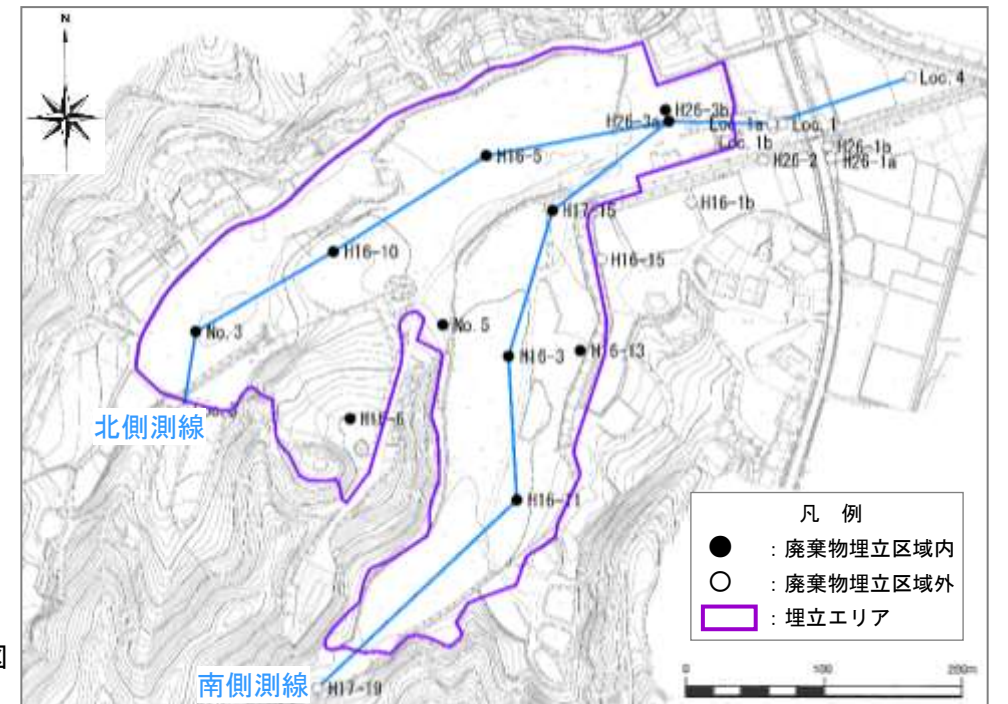 N
Loc. 4
H26-3b
H26-3a
Loc. 1a
Loc. 1
Loc. 1b
H26-1b
H26-2
H26-1a
H16-5
H16-1b
H17-15
H16-10
H16-15
No. 3
No. 5
H16-3
H16-13
北側測線
H16-6
H16-11
凡 例
● : 廃棄物埋立区域内
○ : 廃棄物埋立区域外
: 埋立エリア
図
南側測線
H17-19
0 100 200m